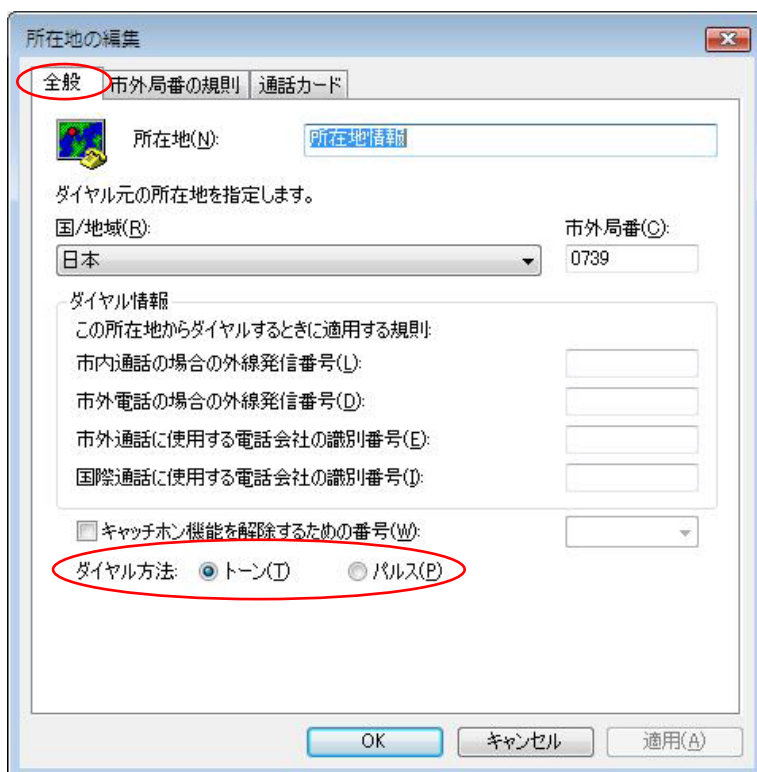 所在地の編集
全般 市外局番の規則 通話カード
所在地(N): 所在地情報
ダイヤル元の所在地を指定します。
国/地域(R): 市外局番(C):
日本 0739
ダイヤル情報
この所在地からダイヤルするときに適用する規則:
市内通話の場合の外線発信番号(L):
市外電話の場合の外線発信番号(D):
市外通話に使用する電話会社の識別番号(E):
国際通話に使用する電話会社の識別番号(I):
キャッチホン機能を解除するための番号(W):
ダイヤル方法: トーン(T) パルス(P)
OK キャンセル 適用(A)